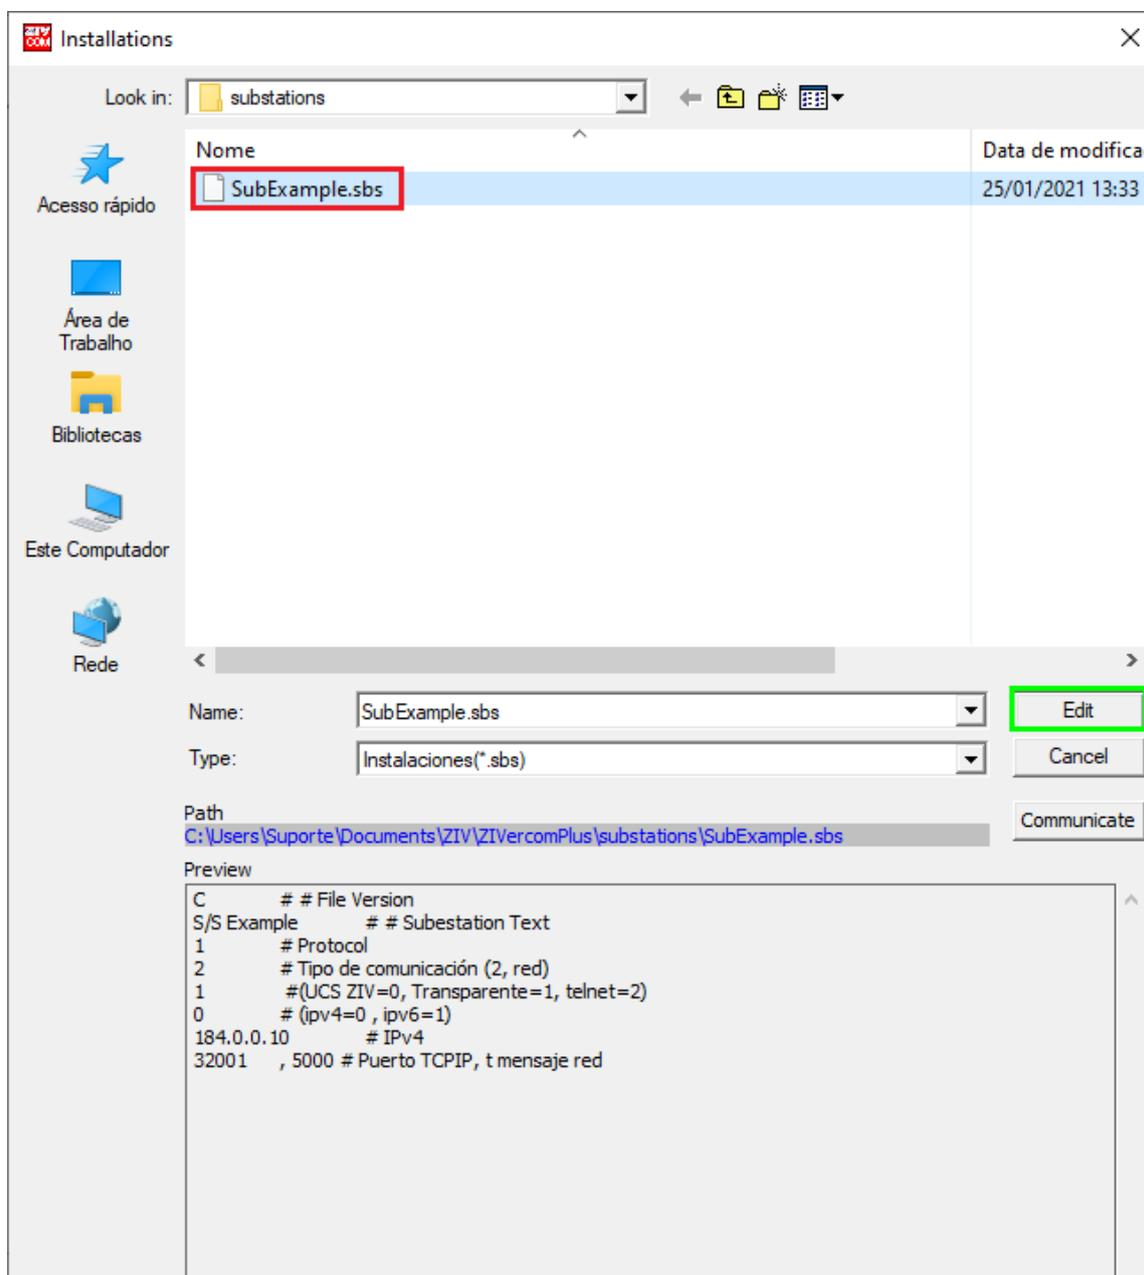 ZIV COM Installations
Look in: substations
Nome Data de modifica
SubExample.sbs 25/01/2021 13:33
Acesso rápido
Área de
Trabalho
Bibliotecas
Este Computador
Rede
Name: SubExample.sbs Edit
Type: Instalaciones(*.sbs) Cancel
Path
C:\Users\Suporte\Documents\ZIV\ZIVercomPlus\substations\SubExample.sbs
Communicate
Preview
C # # File Version
S/S Example # # Subestation Text
1 # Protocol
2 # Tipo de comunicación (2, red)
1 #(UCS ZIV=0, Transparente=1, telnet=2)
0 # (ipv4=0 , ipv6=1)
184.0.0.10 # IPv4
32001 , 5000 # Puerto TCPIP, t mensaje red